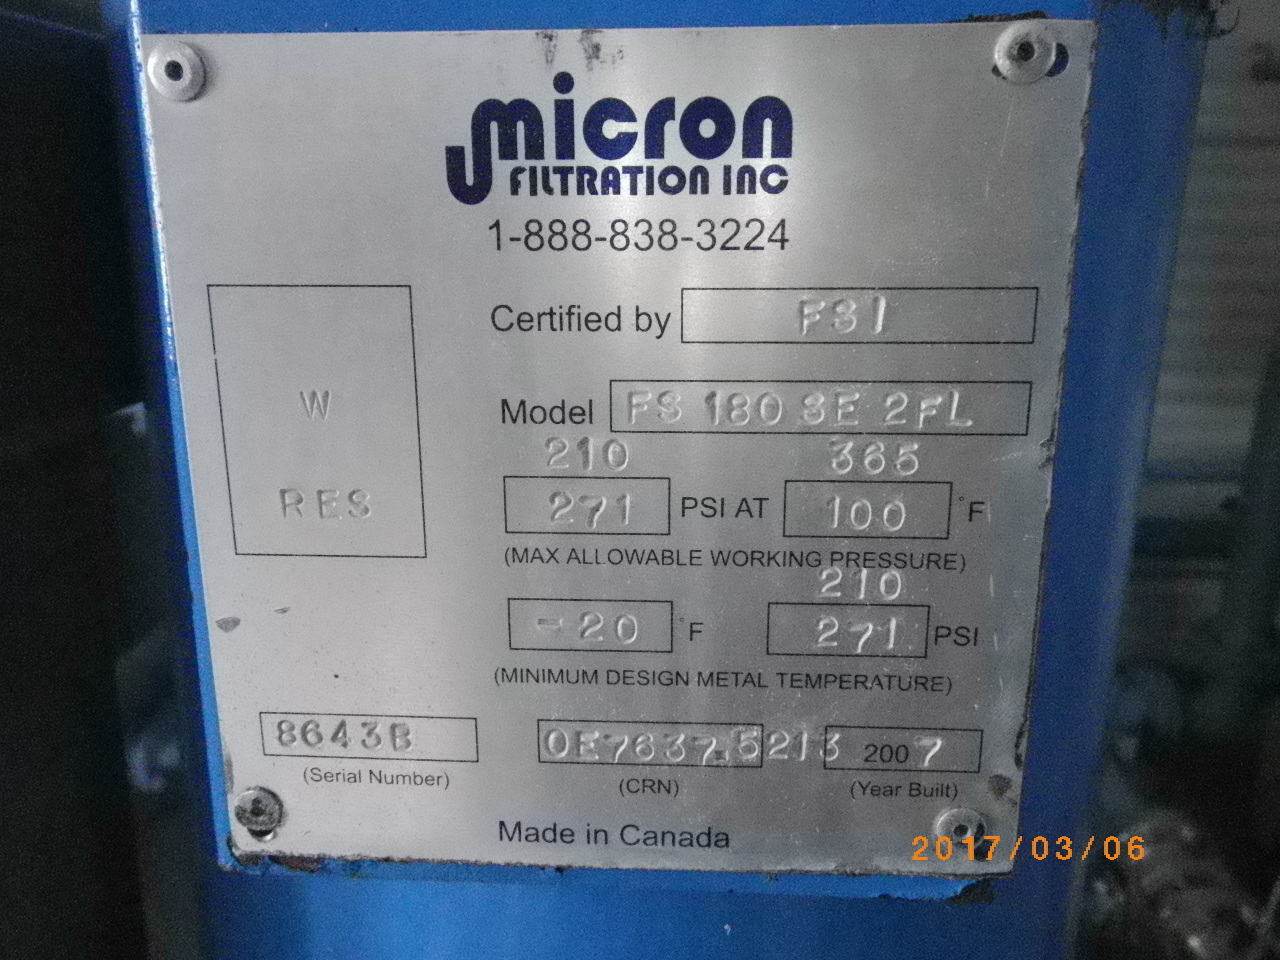 micron
FILTRATION INC
1-888-838-3224
Certified by FSI
W
RES
Model FS 180 SE 2FL
210 365
271 PSI AT 100 °F
(MAX ALLOWABLE WORKING PRESSURE)
210
-20 °F 271 PSI
(MINIMUM DESIGN METAL TEMPERATURE)
8643B OE7637.5213 2007
(Serial Number) (CRN) (Year Built)
Made in Canada
2017/03/06